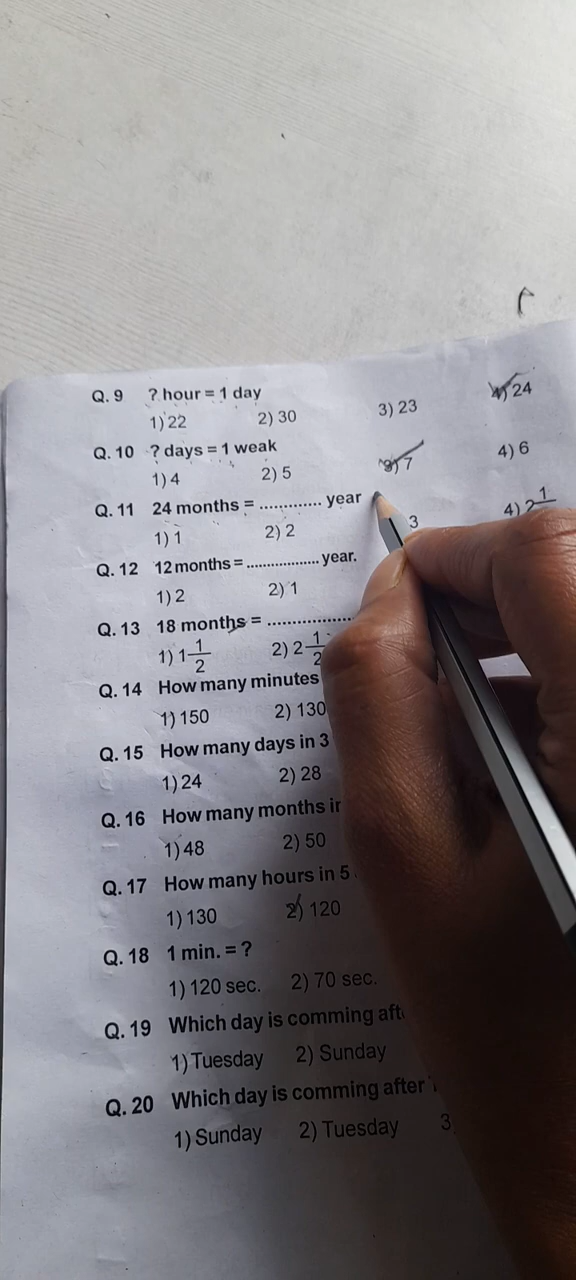 Q. 9 ? hour = 1 day
1) 22 2) 30 3) 23 4) 24
Q. 10 ? days = 1 weak
1) 4 2) 5 3) 7 4) 6
Q. 11 24 months = ............. year
1) 1 2) 2 3 4) 2 1
Q. 12 12 months = .................. year.
1) 2 2) 1
Q. 13 18 months = ..................
1) 1 1/2 2) 2 1/2
Q. 14 How many minutes
1) 150 2) 130
Q. 15 How many days in 3
1) 24 2) 28
Q. 16 How many months in
1) 48 2) 50
Q. 17 How many hours in 5
1) 130 2) 120
Q. 18 1 min. = ?
1) 120 sec. 2) 70 sec.
Q. 19 Which day is comming
1) Tuesday 2) Sunday
Q. 20 Which day is comming after
1) Sunday 2) Tuesday 3